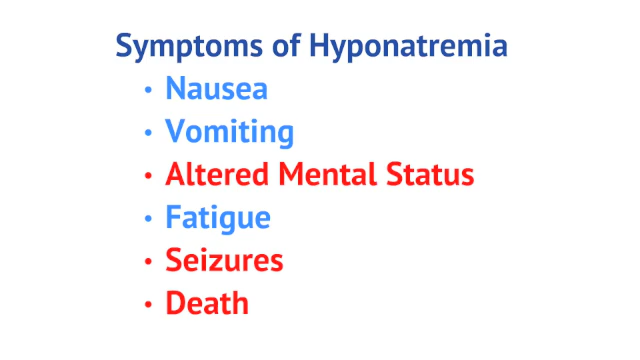 Symptoms of Hyponatremia
• Nausea
• Vomiting
• Altered Mental Status
• Fatigue
• Seizures
• Death